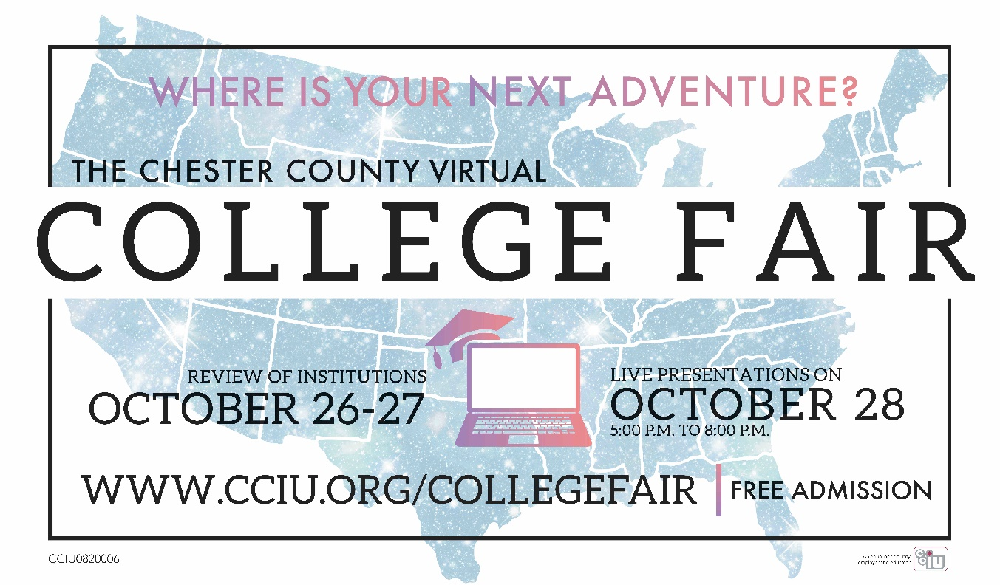 WHERE IS YOUR NEXT ADVENTURE?
THE CHESTER COUNTY VIRTUAL
COLLEGE FAIR
REVIEW OF INSTITUTIONS
OCTOBER 26-27
LIVE PRESENTATIONS ON
OCTOBER 28
5:00 P.M. TO 8:00 P.M.
WWW.CCIU.ORG/COLLEGEFAIR
FREE ADMISSION
CCIU0820006
An equal opportunity
employer and educator
cciu